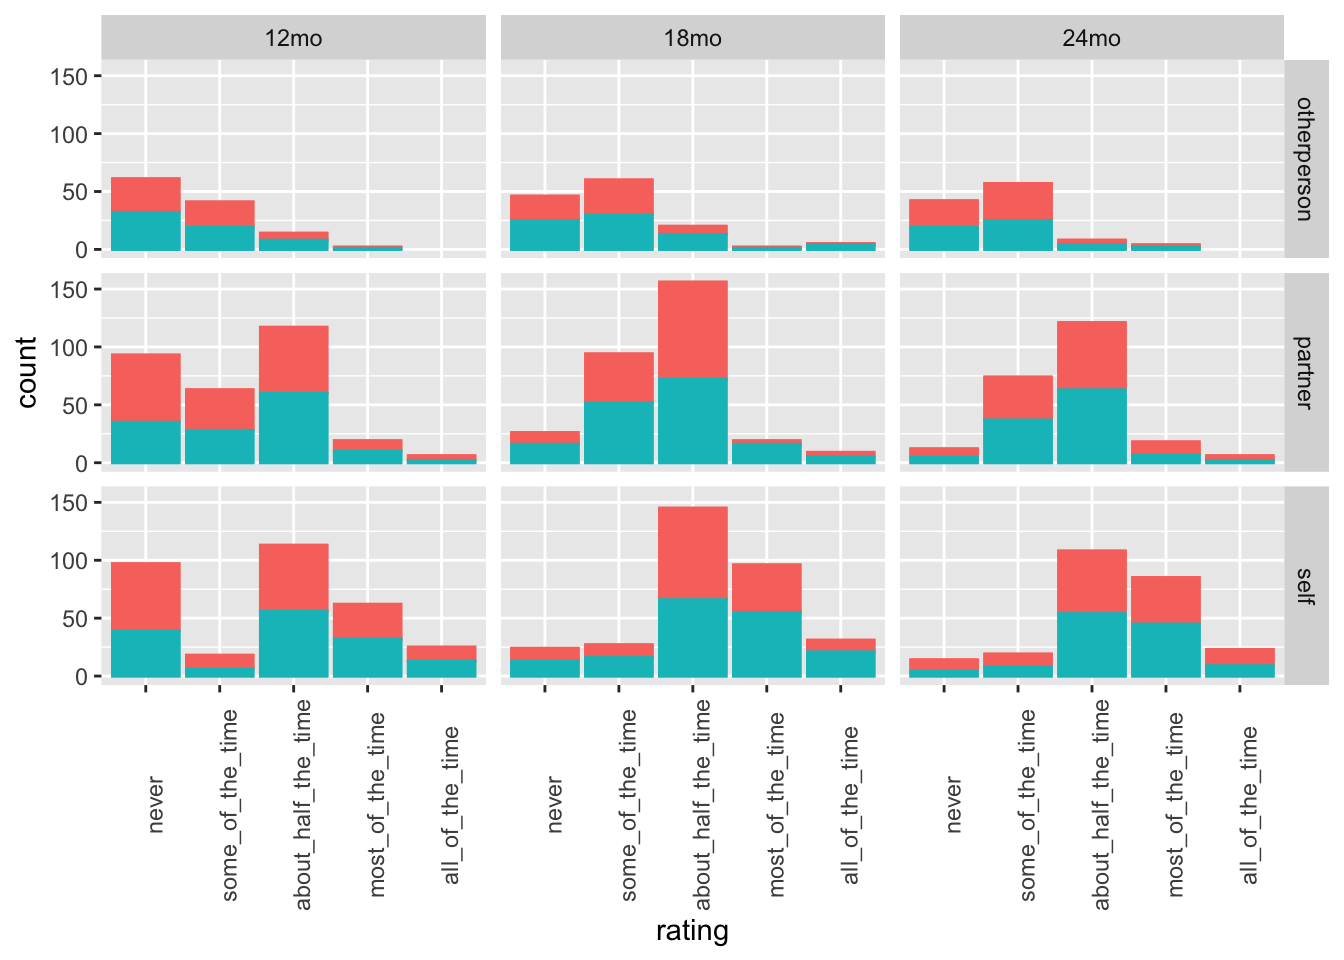 12mo 18mo 24mo
150
100
50
0
otherperson
150
100
50
0
partner
150
100
50
0
self
count
never some_of_the_time about_half_the_time most_of_the_time all_of_the_time never some_of_the_time about_half_the_time most_of_the_time all_of_the_time never some_of_the_time about_half_the_time most_of_the_time all_of_the_time
rating